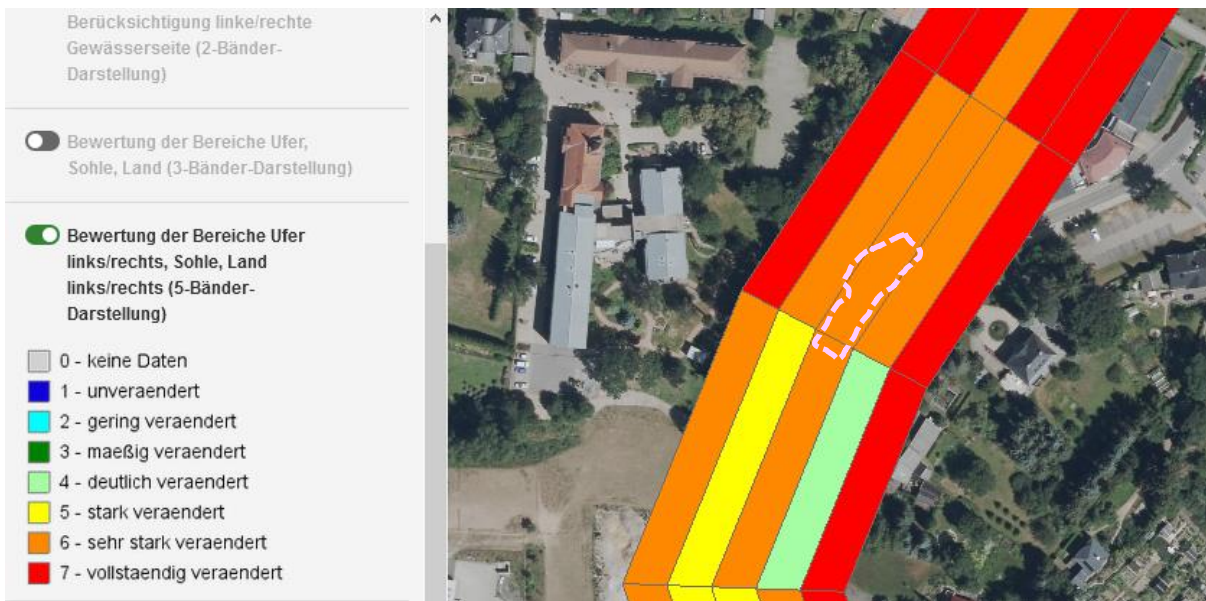 Berücksichtigung linke/rechte
Gewässerseite (2-Bänder-
Darstellung)
Bewertung der Bereiche Ufer,
Sohle, Land (3-Bänder-Darstellung)
Bewertung der Bereiche Ufer
links/rechts, Sohle, Land
links/rechts (5-Bänder-
Darstellung)
0 - keine Daten
1 - unveraendert
2 - gering veraendert
3 - maeßig veraendert
4 - deutlich veraendert
5 - stark veraendert
6 - sehr stark veraendert
7 - vollstaendig veraendert